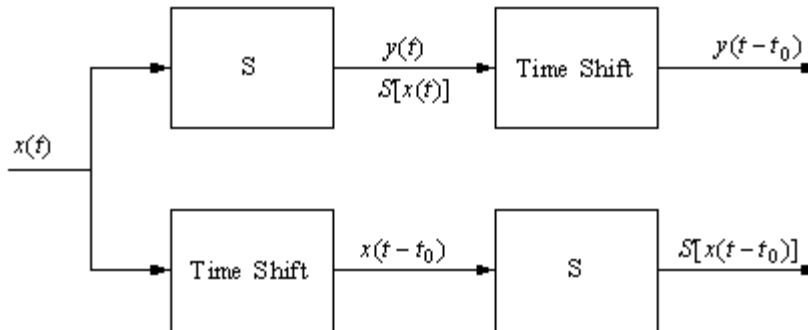 S
y(t)
S[x(t)]
Time Shift
y(t-t₀)
x(t)
Time Shift
x(t-t₀)
S
S[x(t-t₀)]